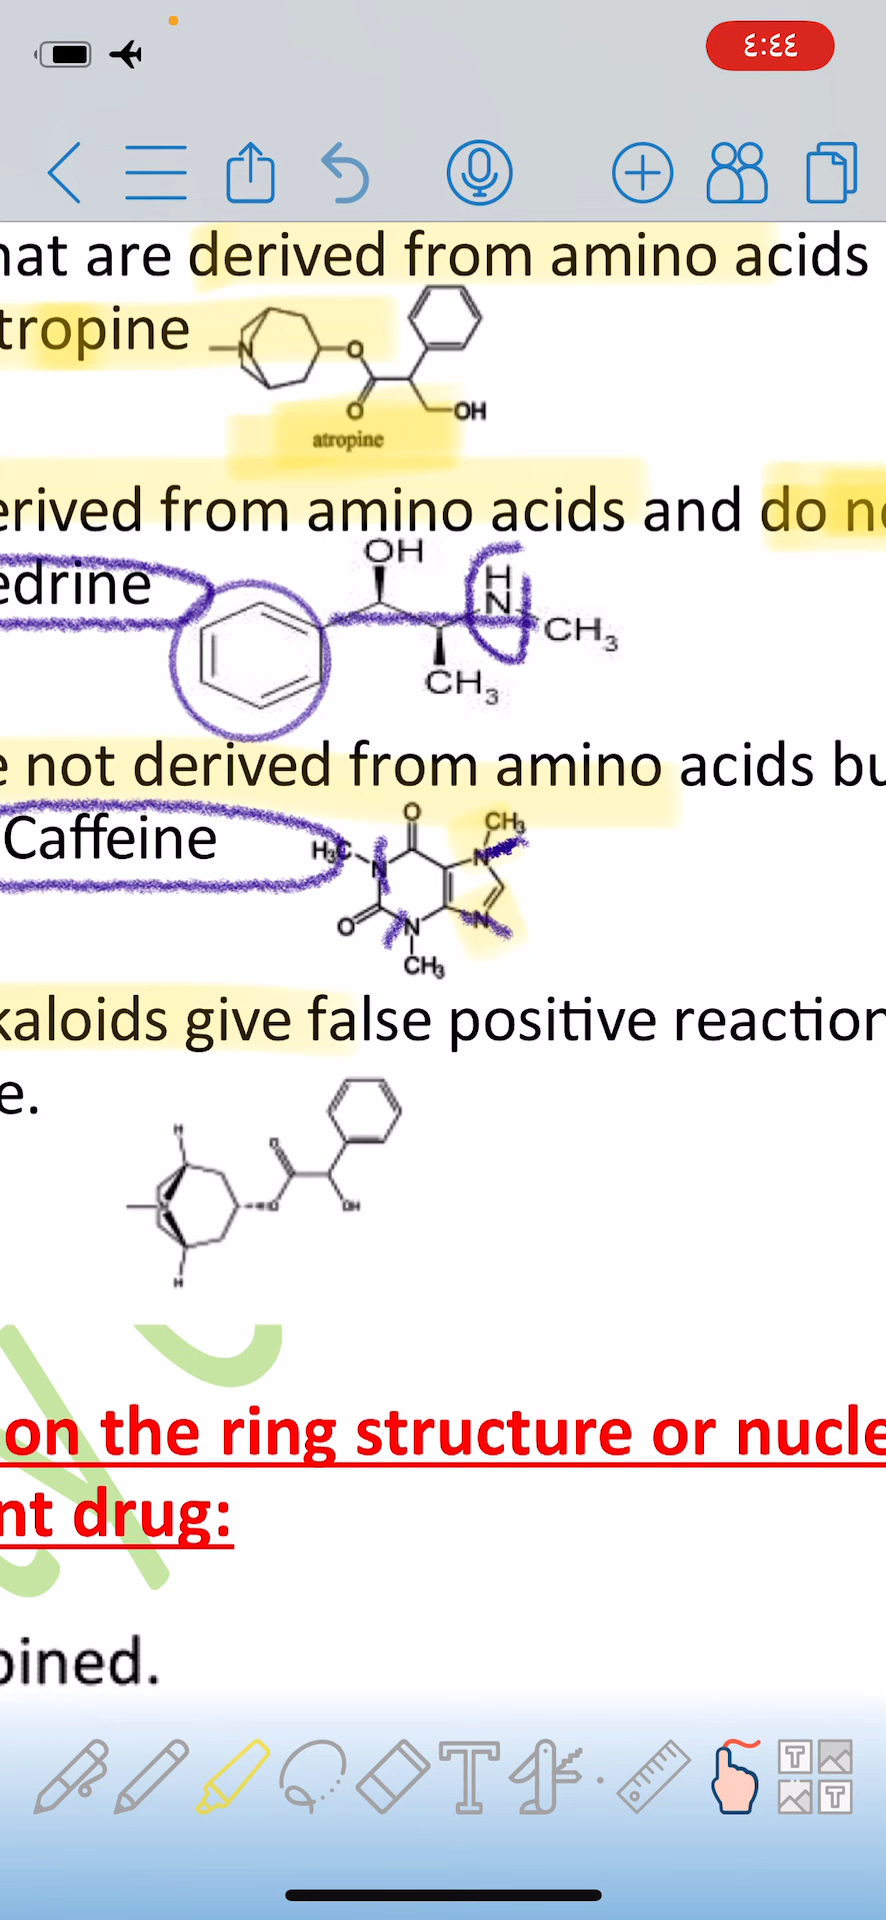 ٤:٤٤
hat are derived from amino acids
tropine
O
O
OH
atropine
erived from amino acids and do n
OH
edrine
H
N
CH3
CH3
e not derived from amino acids bu
O
CH3
Caffeine
H3C
N
N
O
N
N
CH3
kaloids give false positive reaction
e.
H
O
OH
H
on the ring structure or nucle
nt drug:
bined.